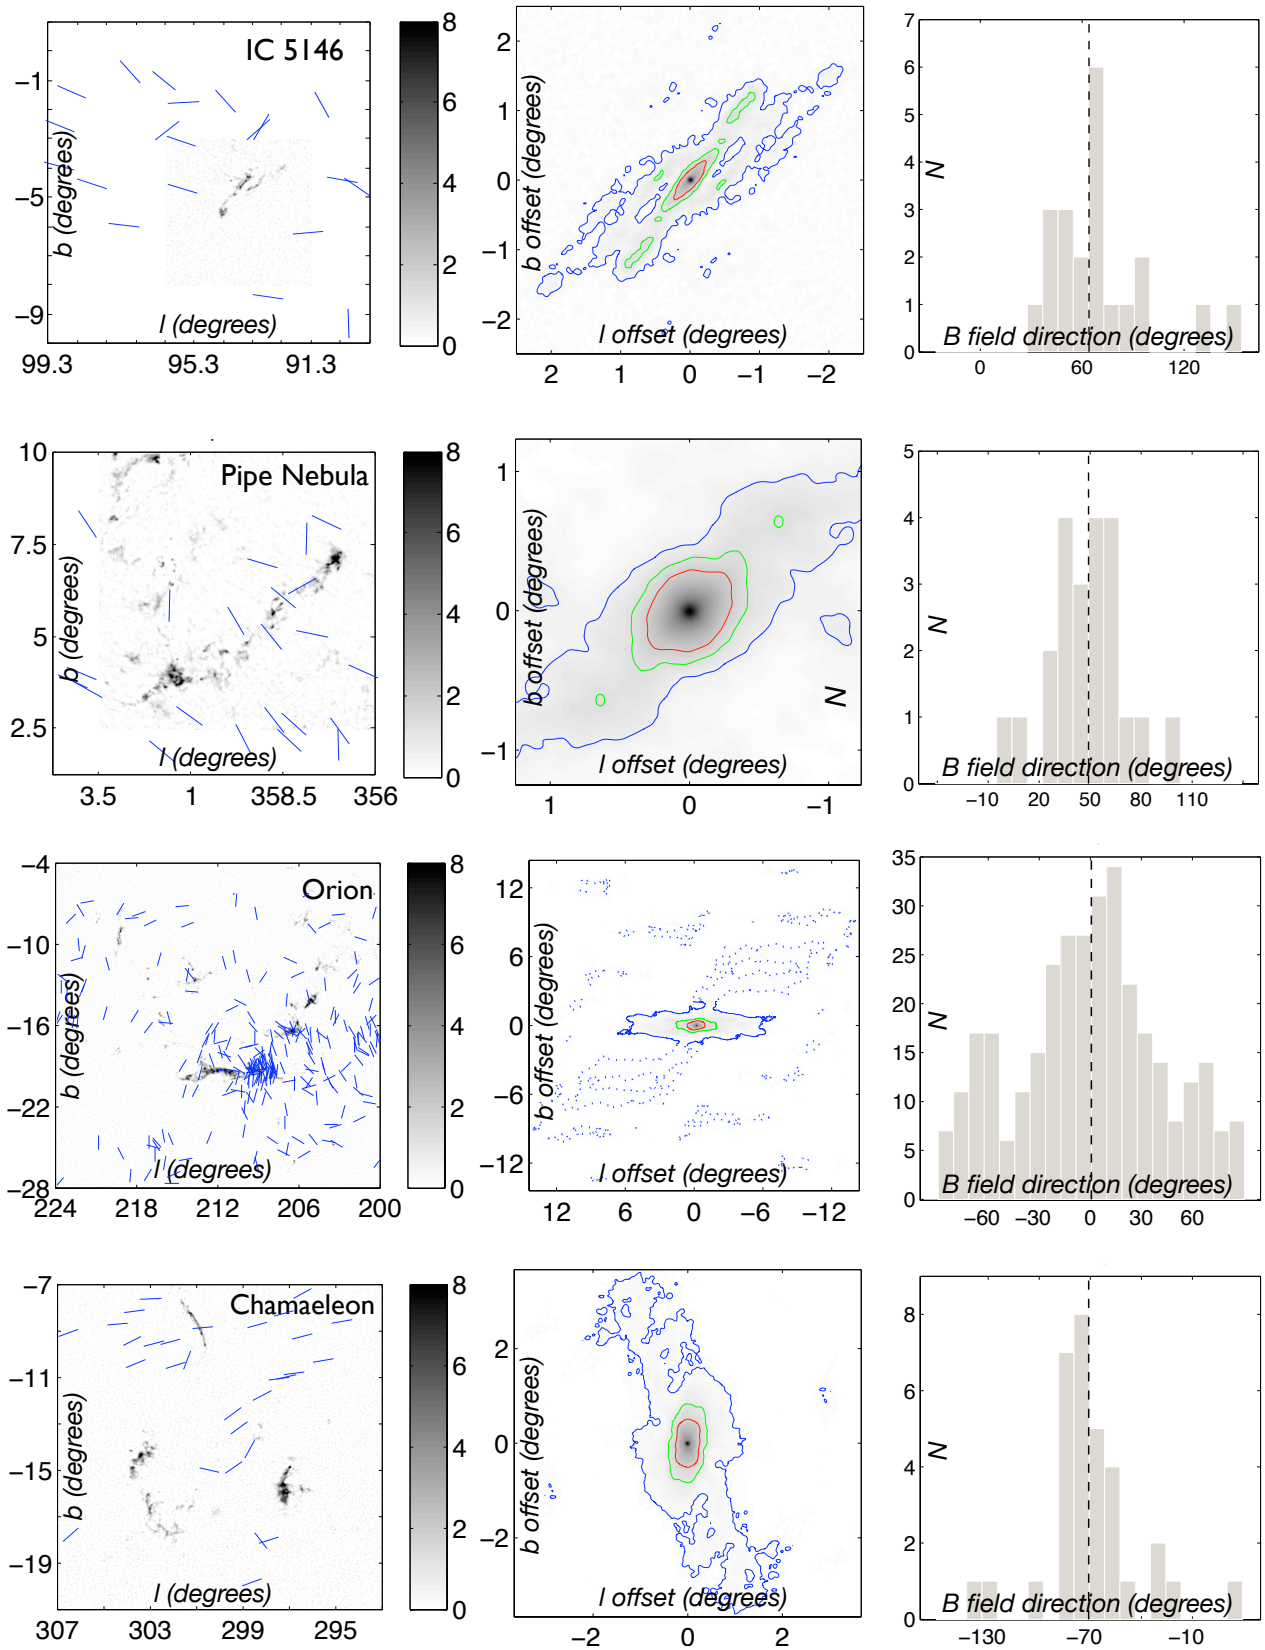 IC 5146
−1
−5
−9
b (degrees)
l (degrees)
99.3 95.3 91.3
8
6
4
2
0
2
1
0
−1
−2
b offset (degrees)
l offset (degrees)
2 1 0 −1 −2
7
6
5
4
3
2
1
0
N
B field direction (degrees)
0 60 120
Pipe Nebula
10
7.5
5
2.5
b (degrees)
l (degrees)
3.5 1 358.5 356
8
6
4
2
0
1
0
−1
b offset (degrees)
N
l offset (degrees)
1 0 −1
5
4
3
2
1
0
N
B field direction (degrees)
−10 20 50 80 110
Orion
−4
−10
−16
−22
−28
b (degrees)
l (degrees)
224 218 212 206 200
8
6
4
2
0
12
6
0
−6
−12
b offset (degrees)
l offset (degrees)
12 6 0 −6 −12
35
30
25
20
15
10
5
0
N
B field direction (degrees)
−60 −30 0 30 60
Chamaeleon
−7
−11
−15
−19
b (degrees)
l (degrees)
307 303 299 295
8
6
4
2
0
2
0
−2
b offset (degrees)
l offset (degrees)
−2 0 2
8
6
4
2
0
N
B field direction (degrees)
−130 −70 −10